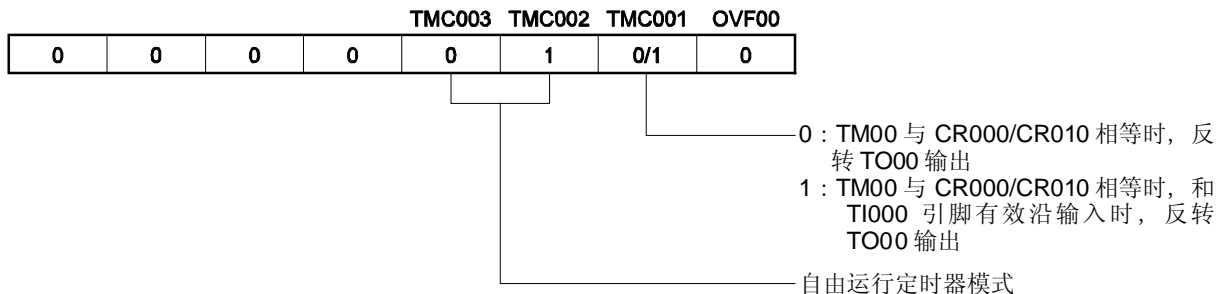 TMC003 TMC002 TMC001 OVF00
0 0 0 0 0 1 0/1 0
0：TM00 与 CR000/CR010 相等时，反
转 TO00 输出
1：TM00 与 CR000/CR010 相等时，和
TI000 引脚有效沿输入时，反转
TO00 输出
自由运行定时器模式